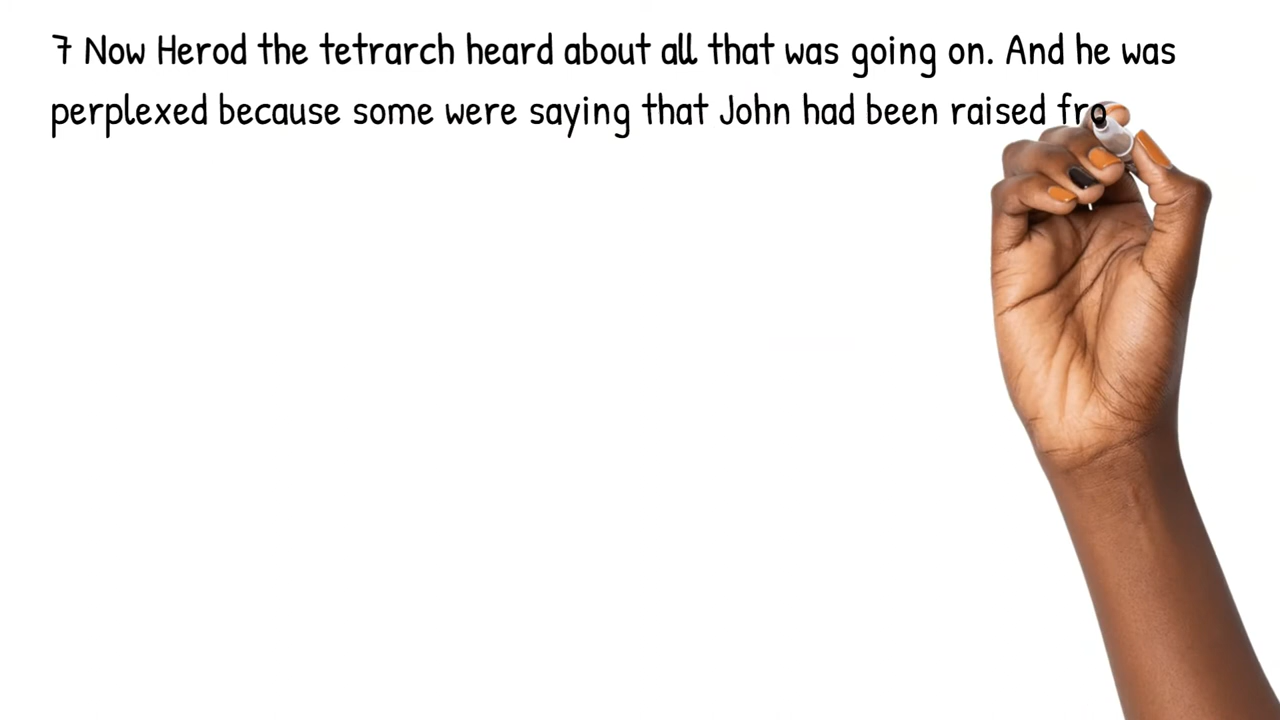 7 Now Herod the tetrarch heard about all that was going on. And he was
perplexed because some were saying that John had been raised fro